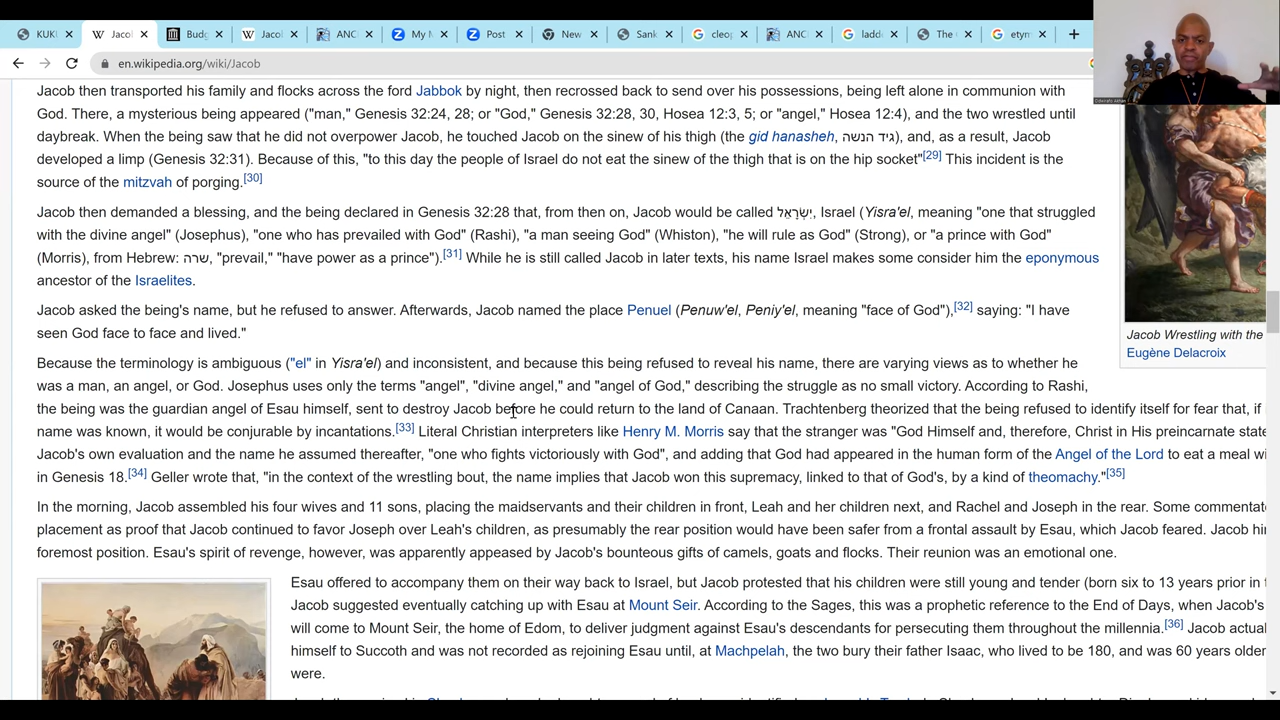 KUKI
Jacol
Budg
Jacol
ANCI
My M
Post
New
Sank
cleop
ANCI
ladde
The
etym
en.wikipedia.org/wiki/Jacob
Jacob then transported his family and flocks across the ford Jabbok by night, then recrossed back to send over his possessions, being left alone in communion with
God. There, a mysterious being appeared ("man," Genesis 32:24, 28; or "God," Genesis 32:28, 30, Hosea 12:3, 5; or "angel," Hosea 12:4), and the two wrestled until
daybreak. When the being saw that he did not overpower Jacob, he touched Jacob on the sinew of his thigh (the gid hanasheh, גיד הנשה), and, as a result, Jacob
developed a limp (Genesis 32:31). Because of this, "to this day the people of Israel do not eat the sinew of the thigh that is on the hip socket"[29] This incident is the
source of the mitzvah of porging.[30]
Jacob then demanded a blessing, and the being declared in Genesis 32:28 that, from then on, Jacob would be called יִשְׂרָאֵל, Israel (Yisra'el, meaning "one that struggled
with the divine angel" (Josephus), "one who has prevailed with God" (Rashi), "a man seeing God" (Whiston), "he will rule as God" (Strong), or "a prince with God"
(Morris), from Hebrew: שרה, "prevail," "have power as a prince").[31] While he is still called Jacob in later texts, his name Israel makes some consider him the eponymous
ancestor of the Israelites.
Jacob asked the being's name, but he refused to answer. Afterwards, Jacob named the place Penuel (Penuw'el, Peniy'el, meaning "face of God"),[32] saying: "I have
seen God face to face and lived."
Jacob Wrestling with the
Eugène Delacroix
Because the terminology is ambiguous ("el" in Yisra'el) and inconsistent, and because this being refused to reveal his name, there are varying views as to whether he
was a man, an angel, or God. Josephus uses only the terms "angel", "divine angel," and "angel of God," describing the struggle as no small victory. According to Rashi,
the being was the guardian angel of Esau himself, sent to destroy Jacob before he could return to the land of Canaan. Trachtenberg theorized that the being refused to identify itself for fear that, if
name was known, it would be conjurable by incantations.[33] Literal Christian interpreters like Henry M. Morris say that the stranger was "God Himself and, therefore, Christ in His preincarnate state
Jacob's own evaluation and the name he assumed thereafter, "one who fights victoriously with God", and adding that God had appeared in the human form of the Angel of the Lord to eat a meal wi
in Genesis 18.[34] Geller wrote that, "in the context of the wrestling bout, the name implies that Jacob won this supremacy, linked to that of God's, by a kind of theomachy."[35]
In the morning, Jacob assembled his four wives and 11 sons, placing the maidservants and their children in front, Leah and her children next, and Rachel and Joseph in the rear. Some commentat
placement as proof that Jacob continued to favor Joseph over Leah's children, as presumably the rear position would have been safer from a frontal assault by Esau, which Jacob feared. Jacob hi
foremost position. Esau's spirit of revenge, however, was apparently appeased by Jacob's bounteous gifts of camels, goats and flocks. Their reunion was an emotional one.
Esau offered to accompany them on their way back to Israel, but Jacob protested that his children were still young and tender (born six to 13 years prior in
Jacob suggested eventually catching up with Esau at Mount Seir. According to the Sages, this was a prophetic reference to the End of Days, when Jacob's
will come to Mount Seir, the home of Edom, to deliver judgment against Esau's descendants for persecuting them throughout the millennia.[36] Jacob actual
himself to Succoth and was not recorded as rejoining Esau until, at Machpelah, the two bury their father Isaac, who lived to be 180, and was 60 years older
were.